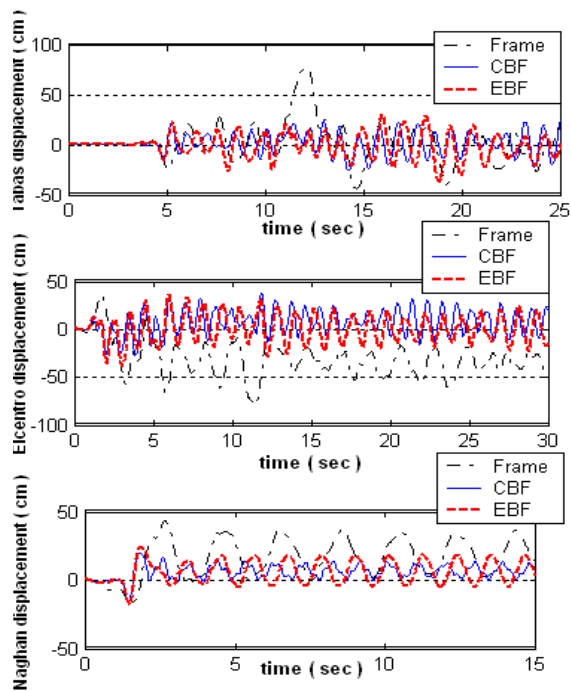 Frame
CBF
EBF
100
50
0
-50
0 5 10 15 20 25
Tabas displacement ( cm )
time ( sec )
Frame
CBF
EBF
50
0
-50
-100
0 5 10 15 20 25 30
Elcentro displacement ( cm )
time ( sec )
Frame
CBF
EBF
50
0
-50
0 5 10 15
Naghan displacement ( cm )
time ( sec )